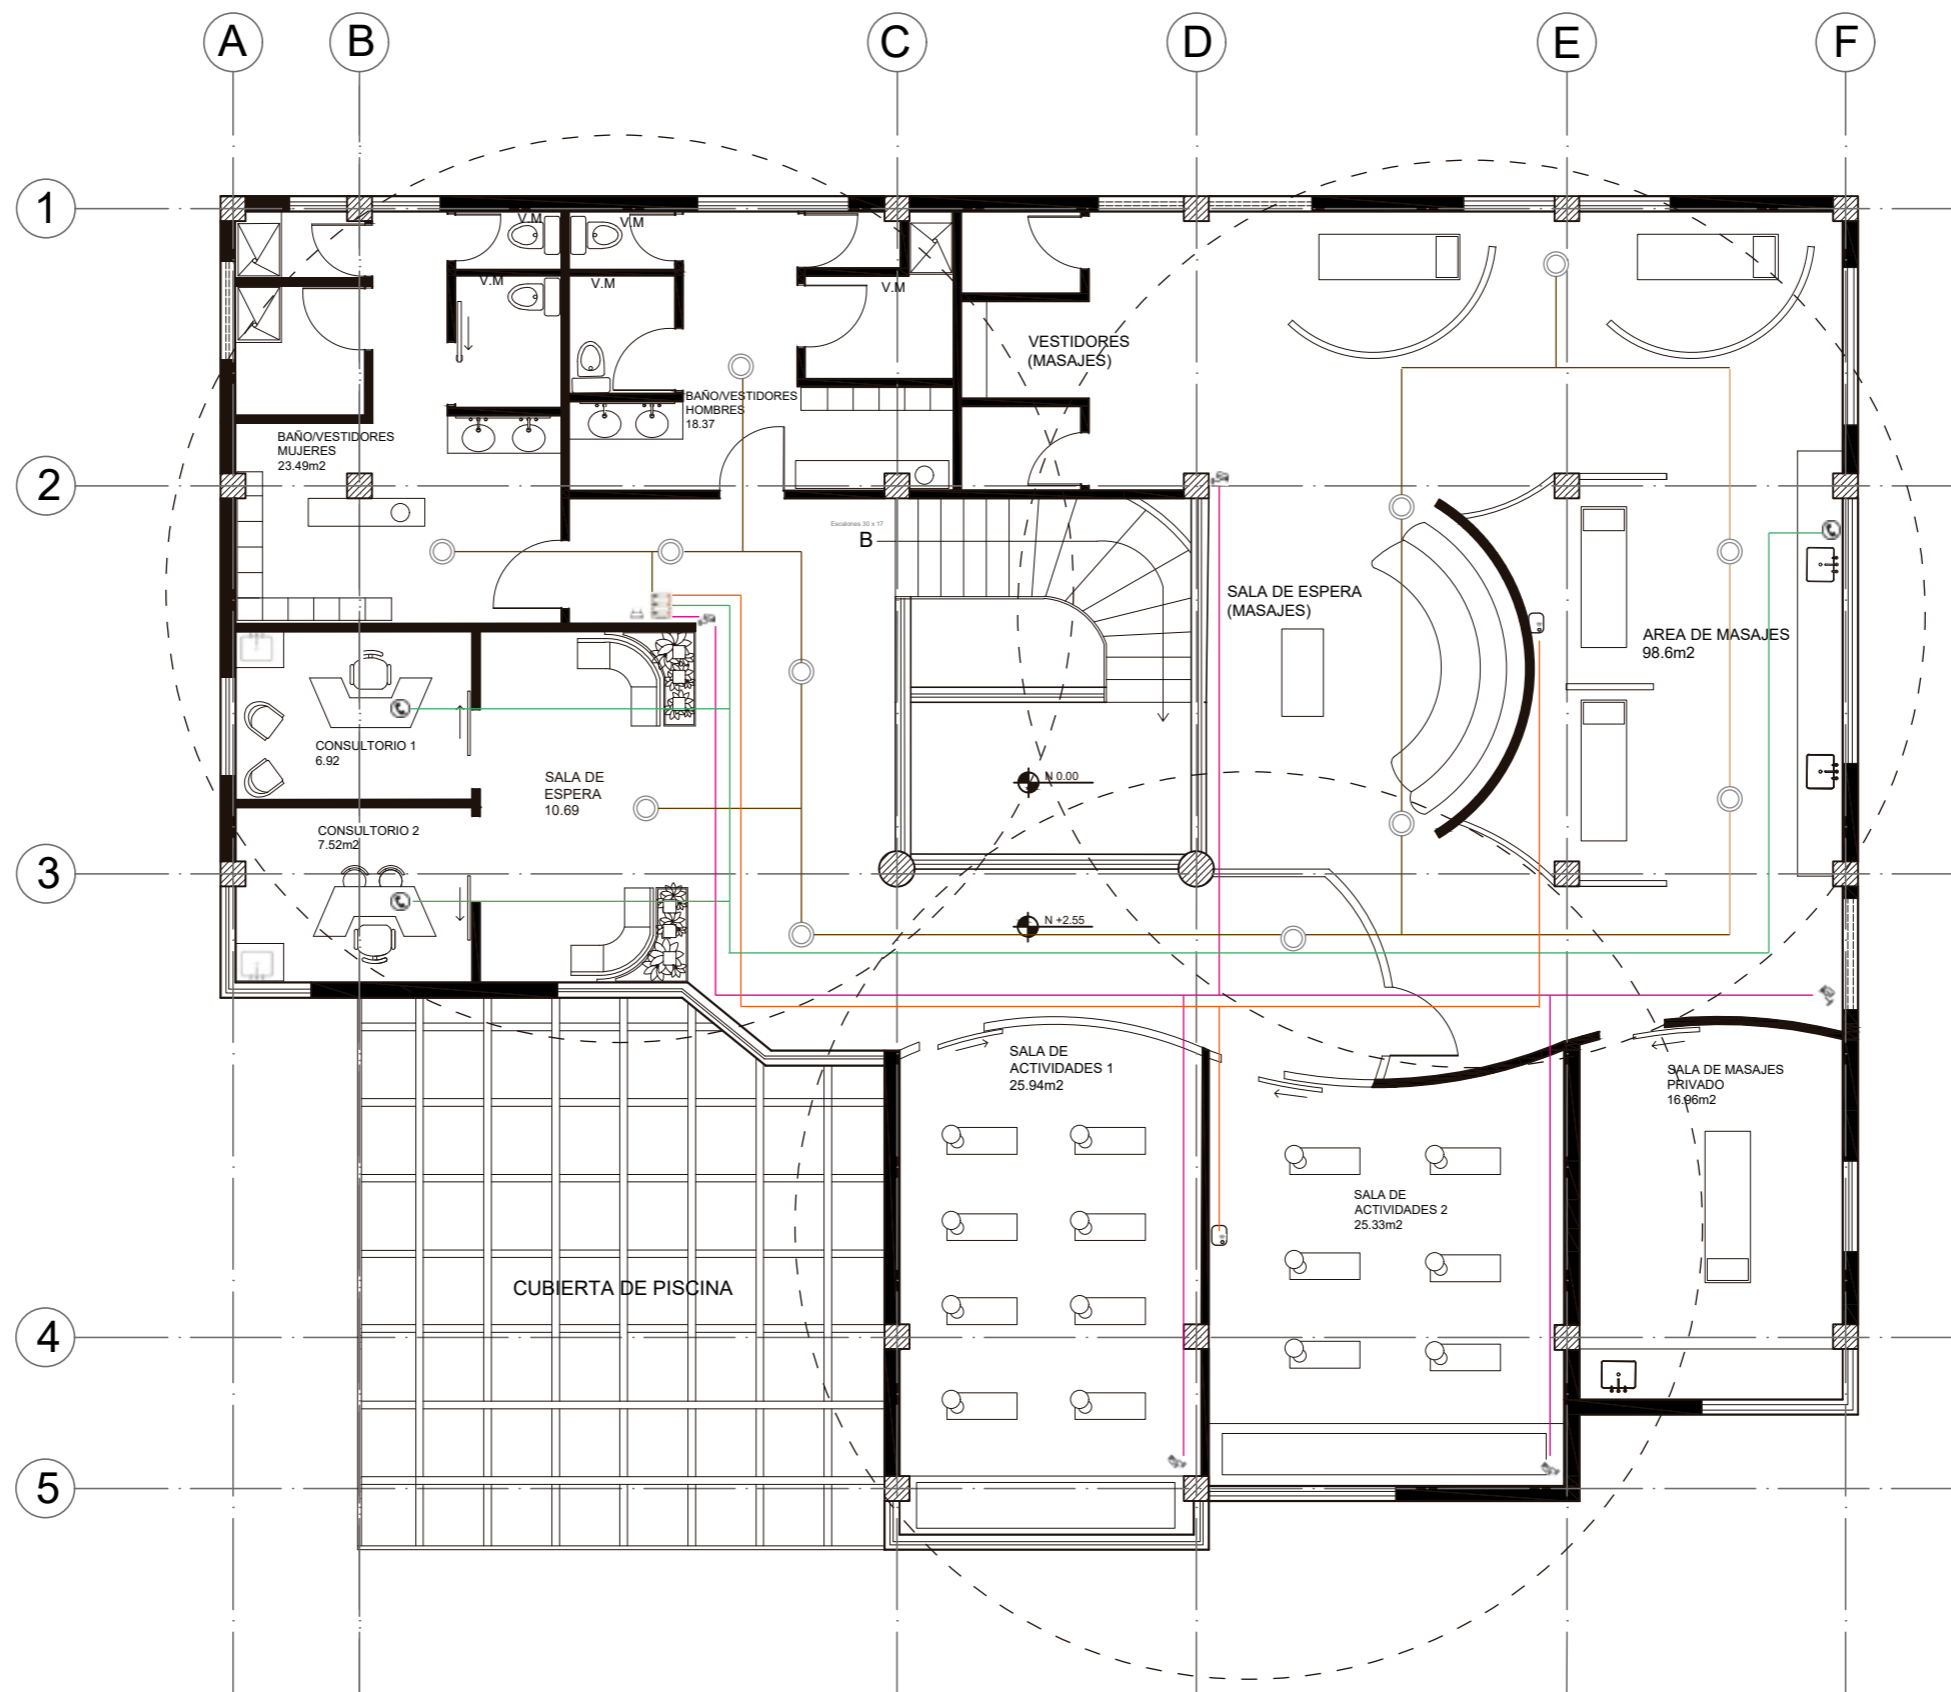 A
B
C
D
E
F
1
2
3
4
5
V.M
V.M
V.M
V.M
V.M
VESTIDORES
(MASAJES)
BAÑO/VESTIDORES
HOMBRES
18.37
BAÑO/VESTIDORES
MUJERES
23.49m2
Escalones 30 x 17
B
SALA DE ESPERA
(MASAJES)
AREA DE MASAJES
98.6m2
CONSULTORIO 1
6.92
SALA DE
ESPERA
10.69
N 0.00
CONSULTORIO 2
7.52m2
N +2.55
SALA DE
ACTIVIDADES 1
25.94m2
SALA DE MASAJES
PRIVADO
16.96m2
SALA DE
ACTIVIDADES 2
25.33m2
CUBIERTA DE PISCINA